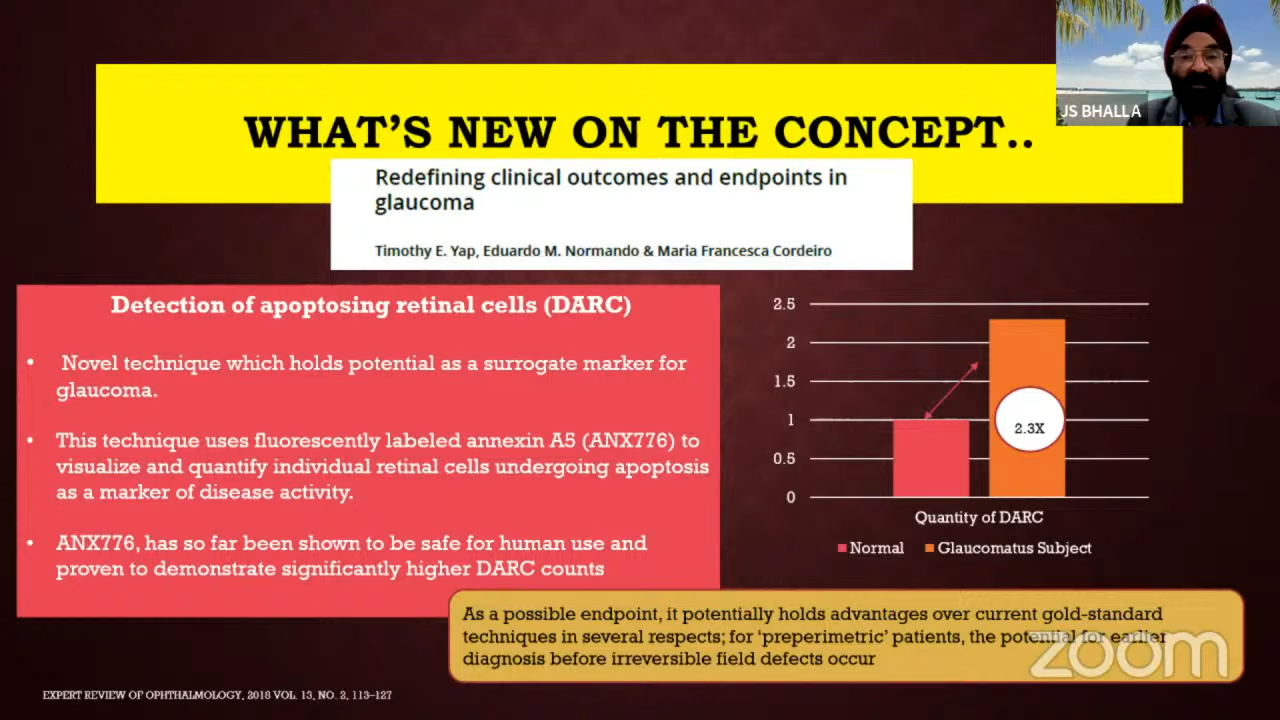 JS BHALLA
WHAT'S NEW ON THE CONCEPT..
Redefining clinical outcomes and endpoints in
glaucoma
Timothy E. Yap, Eduardo M. Normando & Maria Francesca Cordeiro
Detection of apoptosing retinal cells (DARC)
• Novel technique which holds potential as a surrogate marker for
glaucoma.
• This technique uses fluorescently labeled annexin A5 (ANX776) to
visualize and quantify individual retinal cells undergoing apoptosis
as a marker of disease activity.
• ANX776, has so far been shown to be safe for human use and
proven to demonstrate significantly higher DARC counts
2.5
2
1.5
1
0.5
0
2.3X
Quantity of DARC
Normal
Glaucomatus Subject
As a possible endpoint, it potentially holds advantages over current gold-standard
techniques in several respects; for 'preperimetric' patients, the potential for earlier
diagnosis before irreversible field defects occur
zoom
EXPERT REVIEW OF OPHTHALMOLOGY, 2018 VOL. 13, NO. 2, 113–127